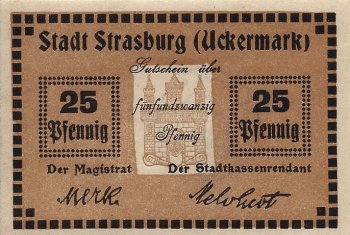 Stadt Strasburg (Uckermark)
Gutschein über
25 Pfennig
fünfundzwanzig
Pfennig
25 Pfennig
Der Magistrat
Der Stadtkassenrendant